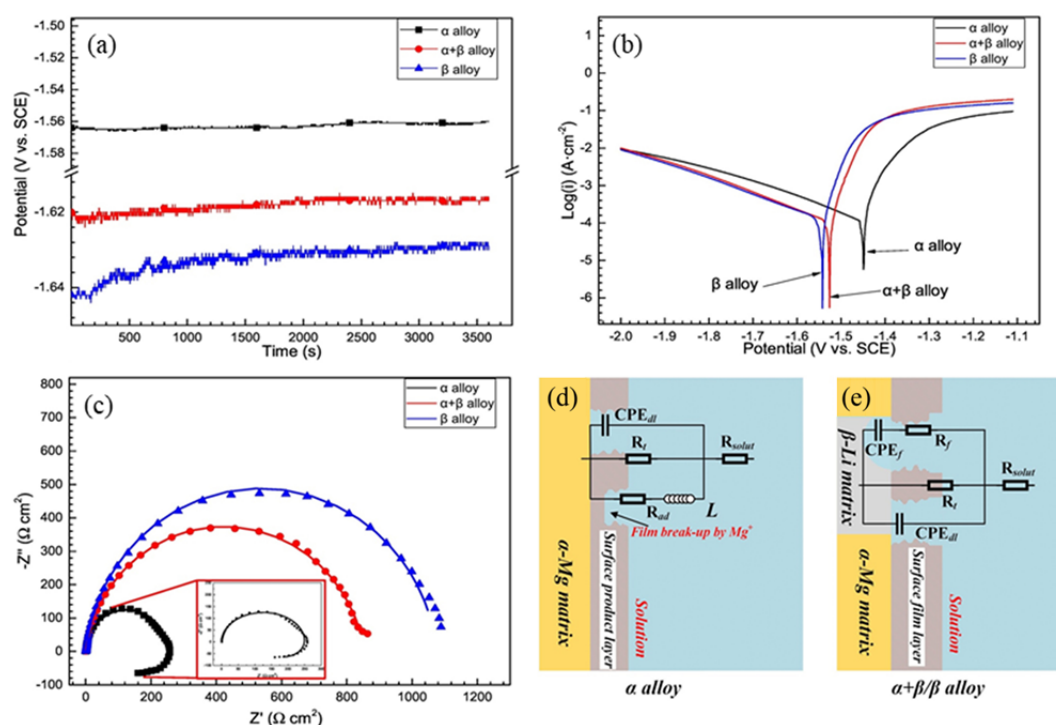 (a)
α alloy
α+β alloy
β alloy
-1.50
-1.52
-1.54
-1.56
-1.58
-1.62
-1.64
Potential (V vs. SCE)
500 1000 1500 2000 2500 3000 3500
Time (s)
(b)
α alloy
α+β alloy
β alloy
1
0
-1
-2
-3
-4
-5
-6
Log(i) (A·cm⁻²)
α alloy
β alloy
α+β alloy
-2.0 -1.9 -1.8 -1.7 -1.6 -1.5 -1.4 -1.3 -1.2 -1.1
Potential (V vs. SCE)
(c)
α alloy
α+β alloy
β alloy
800
700
600
500
400
300
200
100
0
-100
-Z'' (Ω cm²)
0 200 400 600 800 1000 1200
Z' (Ω cm²)
(d)
CPEdl
Rt
Rsolut
Rad
L
Film break-up by Mg⁺
α-Mg matrix
Surface product layer
Solution
α alloy
(e)
β-Li matrix
CPEf
Rf
Rsolut
Rt
CPEdl
α-Mg matrix
Surface film layer
Solution
α+β/β alloy